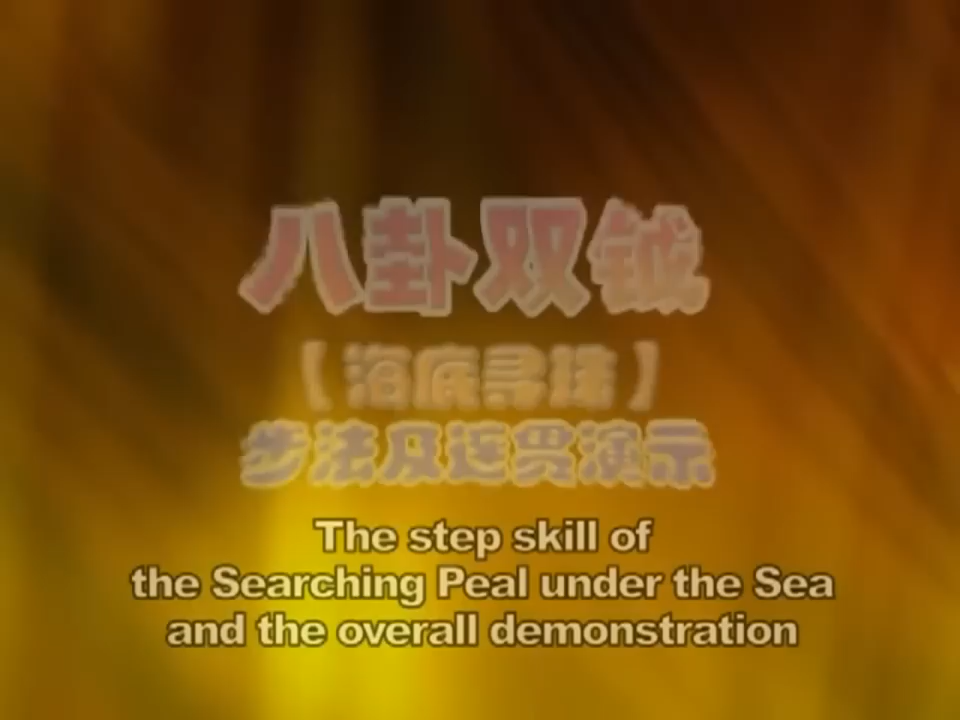 八卦双钺
【海底寻珠】
步法及连贯演示
The step skill of
the Searching Peal under the Sea
and the overall demonstration